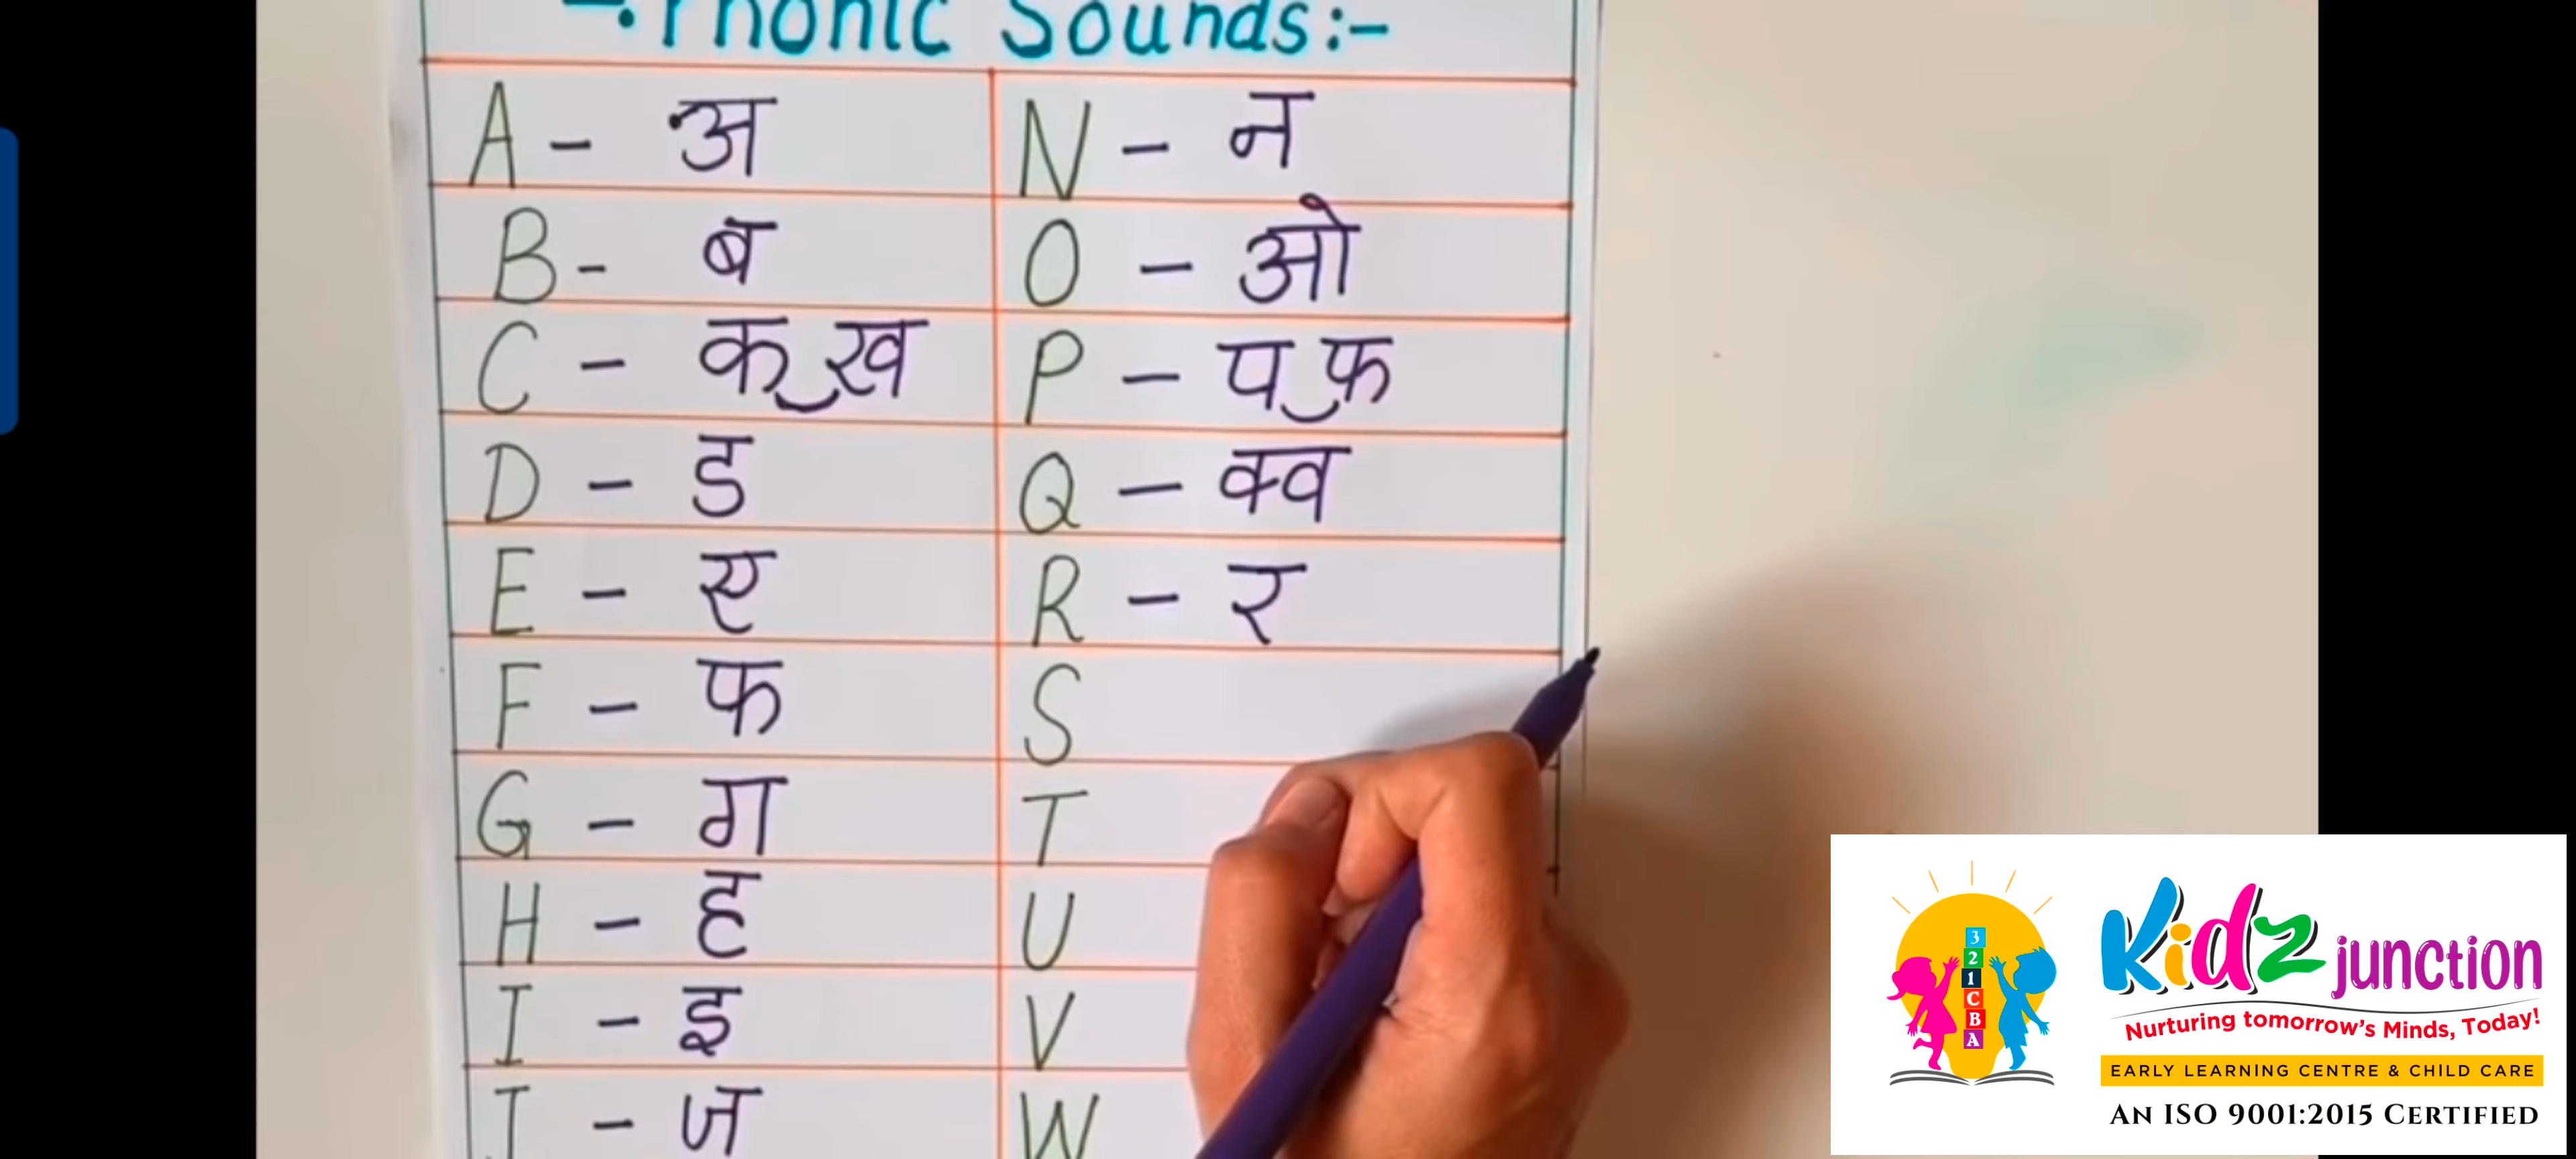 -:Phonic Sounds:-
A - अ
B - ब
C - क ख
D - ड
E - ए
F - फ
G - ग
H - ह
I - इ
J - ज
N - न
O - ओ
P - प फ
Q - क्व
R - र
S
T
U
V
W
3
2
1
C
B
A
Kidz junction
Nurturing tomorrow's Minds, Today!
EARLY LEARNING CENTRE & CHILD CARE
AN ISO 9001:2015 CERTIFIED